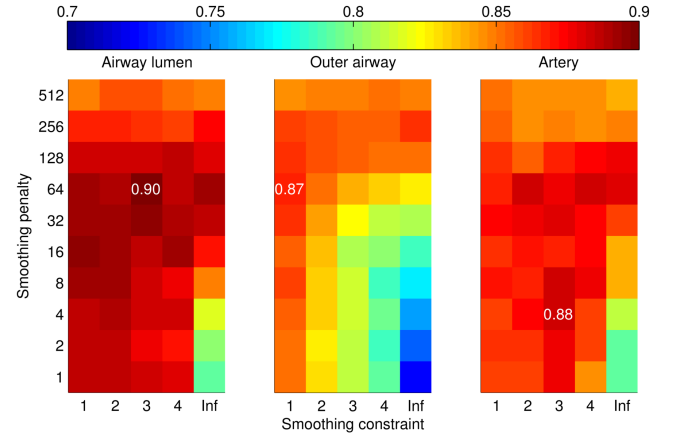 0.7 0.75 0.8 0.85 0.9
Airway lumen Outer airway Artery
512
256
128
64 0.90 0.87
32
16
8
4 0.88
2
1
Smoothing penalty
1 2 3 4 Inf 1 2 3 4 Inf 1 2 3 4 Inf
Smoothing constraint